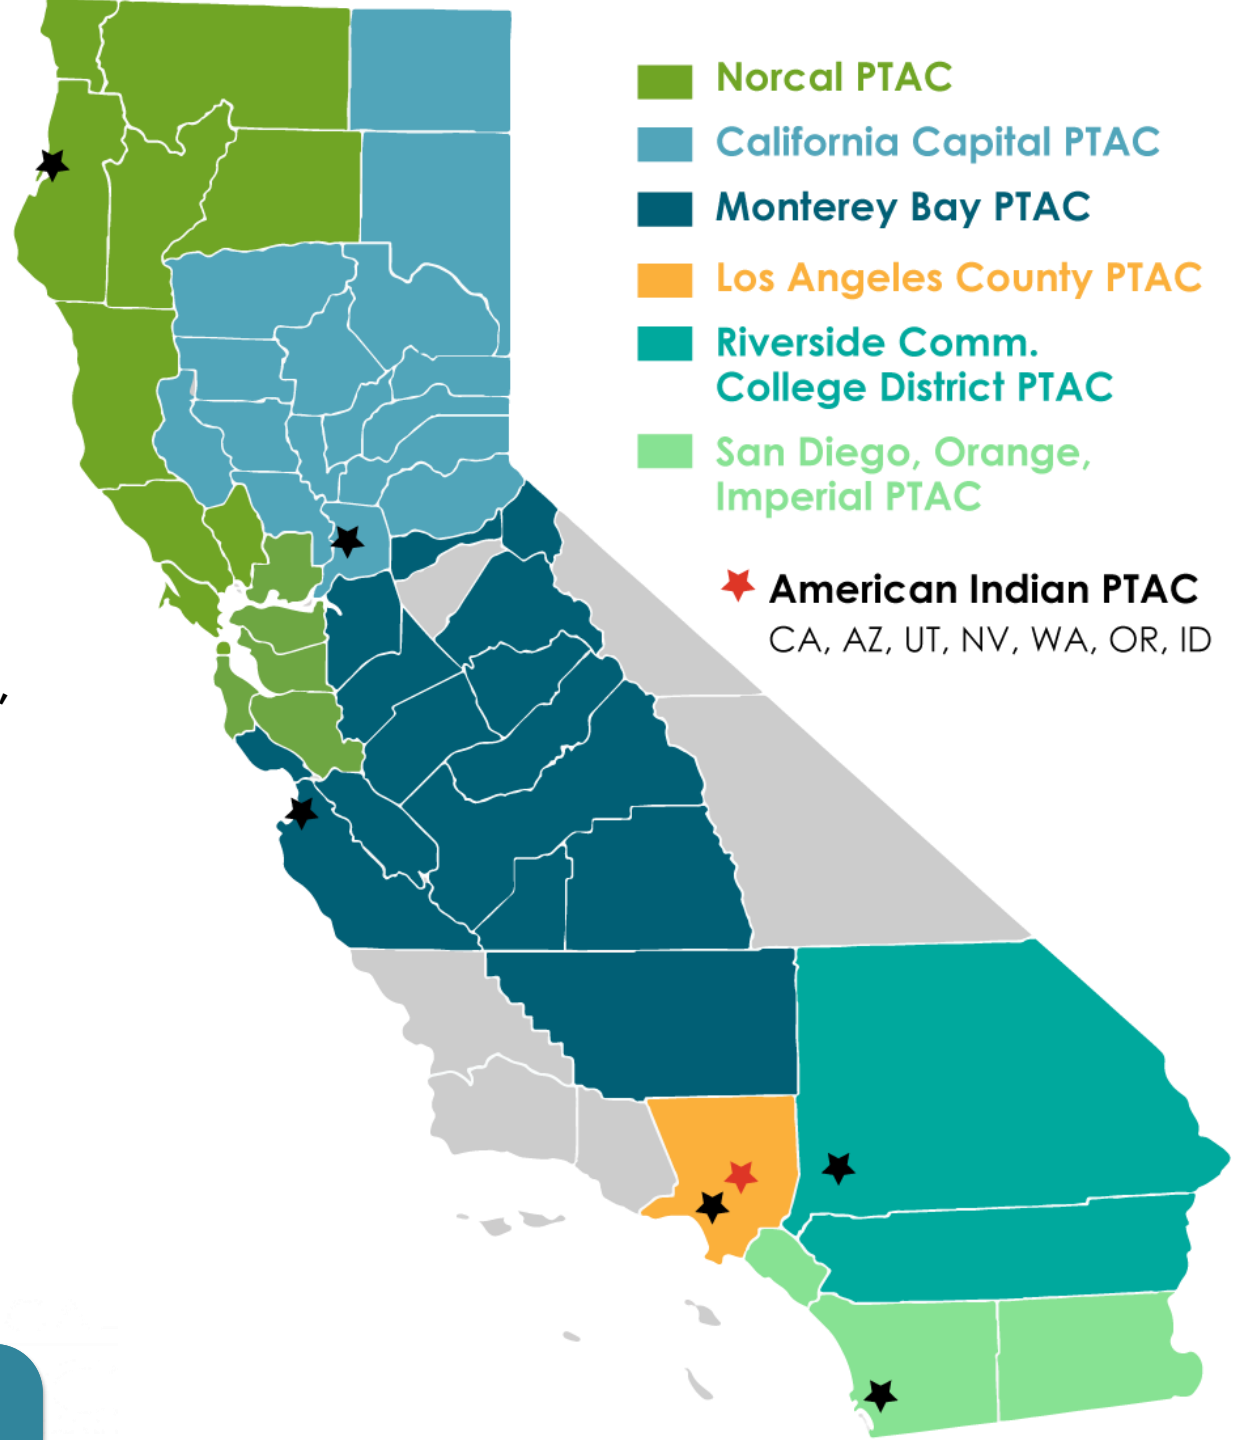 Norcal PTAC
California Capital PTAC
Monterey Bay PTAC
Los Angeles County PTAC
Riverside Comm.
College District PTAC
San Diego, Orange,
Imperial PTAC
American Indian PTAC
CA, AZ, UT, NV, WA, OR, ID
,